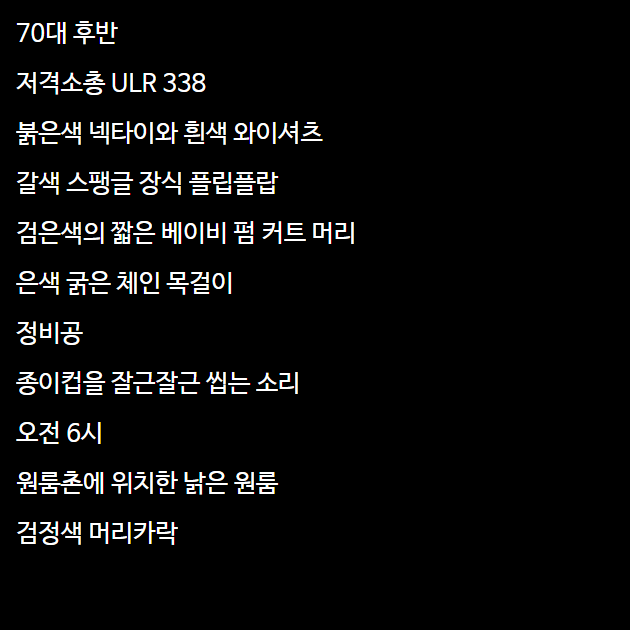 70대 후반
저격소총 ULR 338
붉은색 넥타이와 흰색 와이셔츠
갈색 스팽글 장식 플립플랍
검은색의 짧은 베이비 펌 커트 머리
은색 굵은 체인 목걸이
정비공
종이컵을 잘근잘근 씹는 소리
오전 6시
원룸촌에 위치한 낡은 원룸
검정색 머리카락